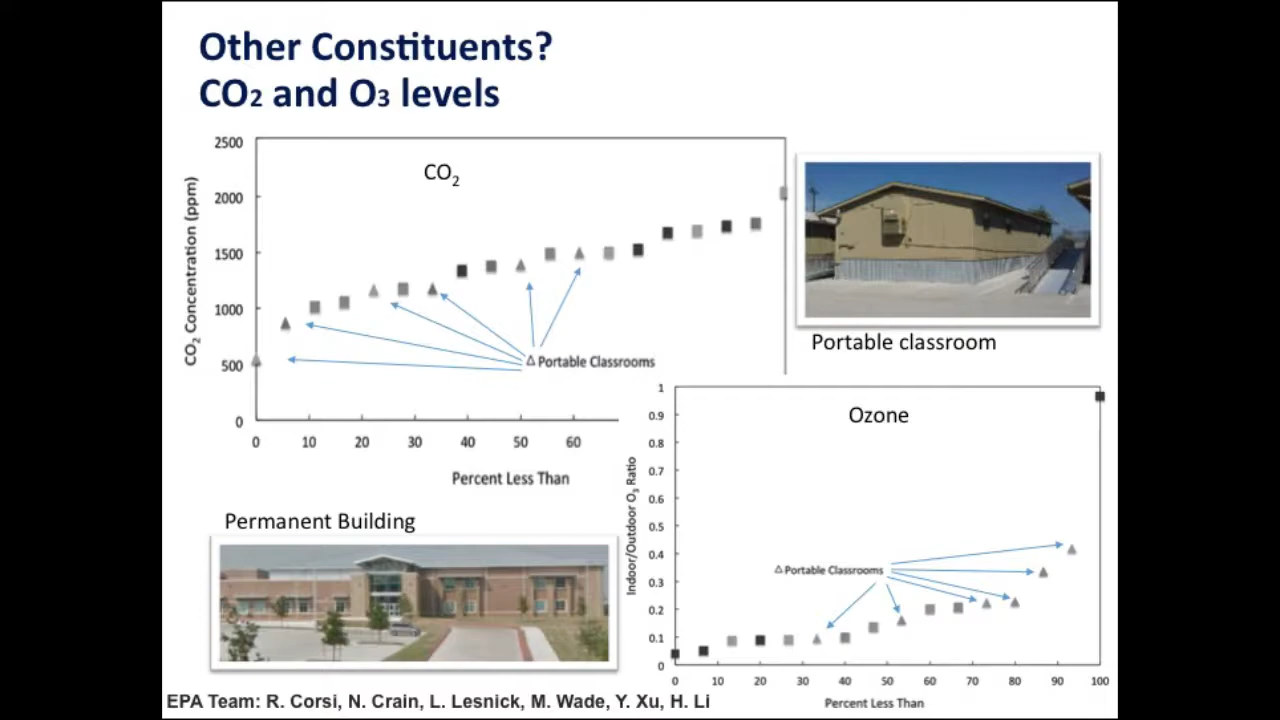 Other Constituents?
CO₂ and O₃ levels
CO₂
CO₂ Concentration (ppm)
2500
2000
1500
1000
500
0
0 10 20 30 40 50 60
Percent Less Than
△ Portable Classrooms
Portable classroom
Ozone
Indoor/Outdoor O₃ Ratio
1
0.9
0.8
0.7
0.6
0.5
0.4
0.3
0.2
0.1
0
△ Portable Classrooms
0 10 20 30 40 50 60 70 80 90 100
Percent Less Than
Permanent Building
EPA Team: R. Corsi, N. Crain, L. Lesnick, M. Wade, Y. Xu, H. Li